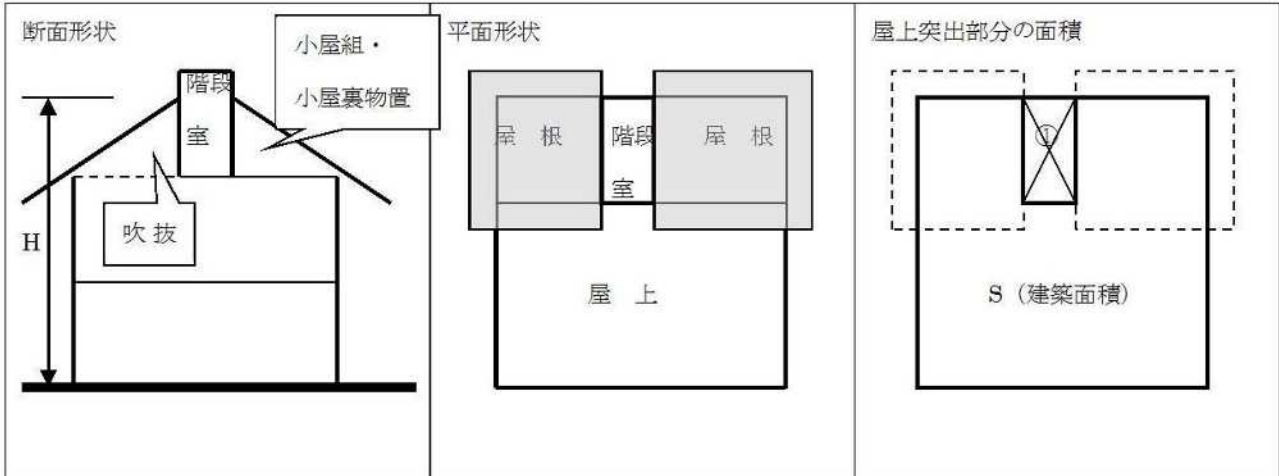 断面形状
小屋組・
小屋裏物置
階段
室
吹 抜
H
平面形状
屋 根
階段
室
屋 根
屋 上
屋上突出部分の面積
①
S（建築面積）